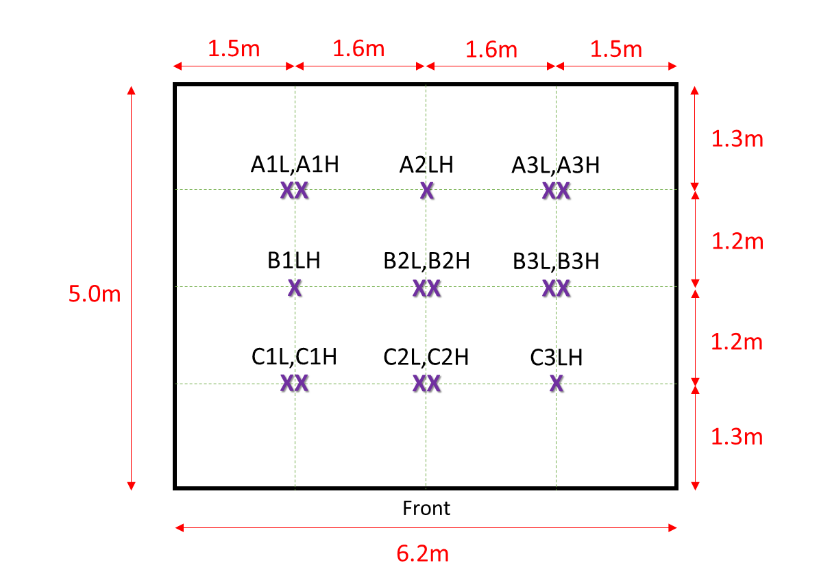 1.5m 1.6m 1.6m 1.5m
1.3m
A1L,A1H A2LH A3L,A3H
XX X XX
1.2m
B1LH B2L,B2H B3L,B3H
X XX XX
5.0m
1.2m
C1L,C1H C2L,C2H C3LH
XX XX X
1.3m
Front
6.2m